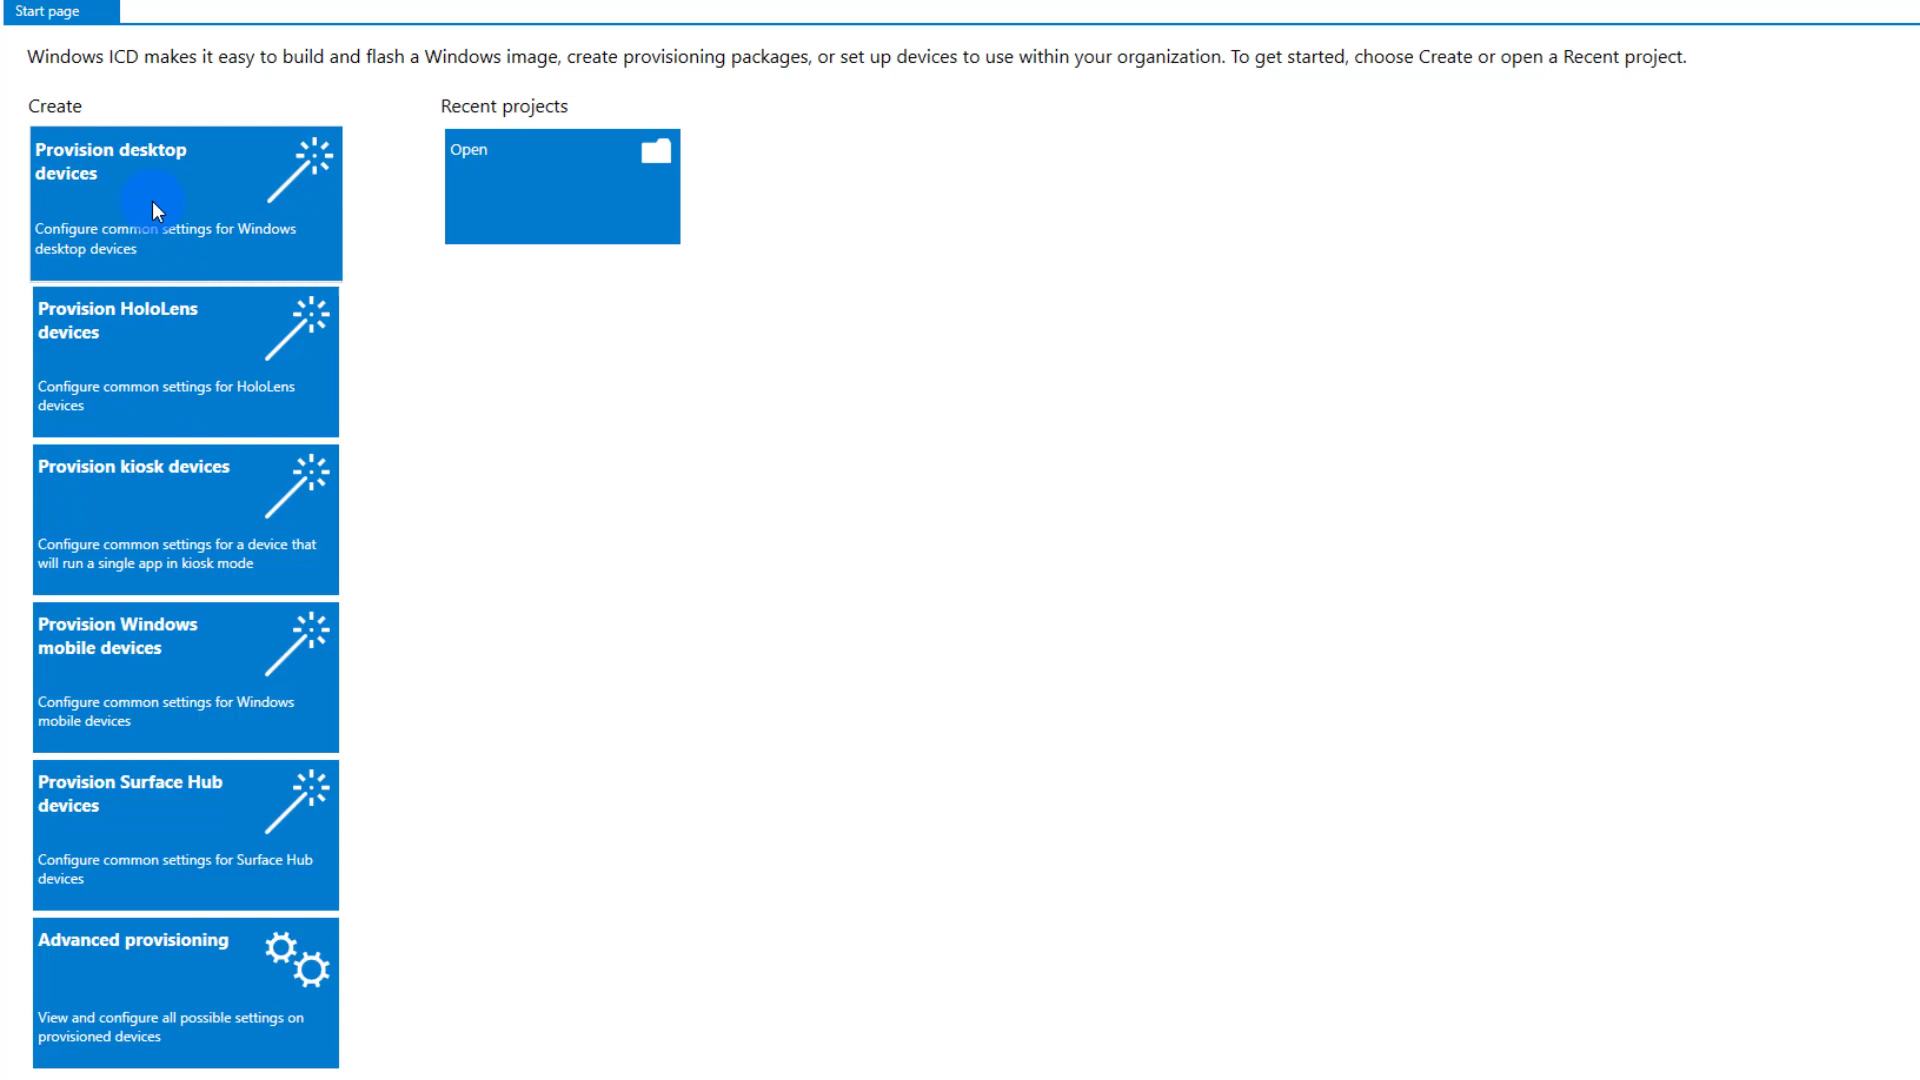 Start page
Windows ICD makes it easy to build and flash a Windows image, create provisioning packages, or set up devices to use within your organization. To get started, choose Create or open a Recent project.
Create
Provision desktop
devices
Configure common settings for Windows
desktop devices
Provision HoloLens
devices
Configure common settings for HoloLens
devices
Provision kiosk devices
Configure common settings for a device that
will run a single app in kiosk mode
Provision Windows
mobile devices
Configure common settings for Windows
mobile devices
Provision Surface Hub
devices
Configure common settings for Surface Hub
devices
Advanced provisioning
View and configure all possible settings on
provisioned devices
Recent projects
Open